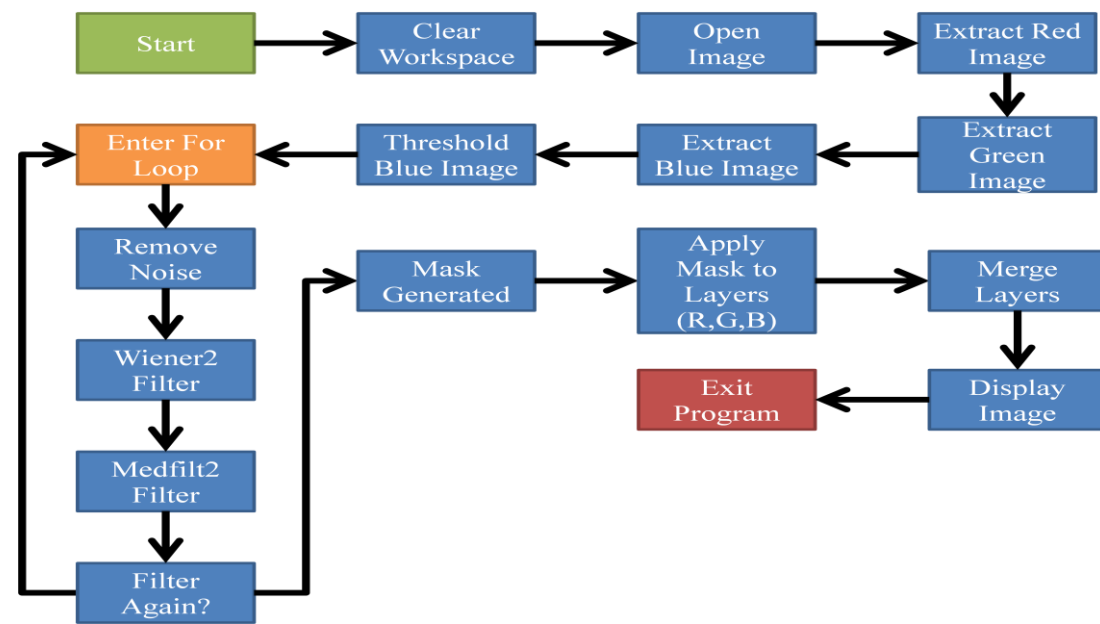 Start
Clear
Workspace
Open
Image
Extract Red
Image
Extract
Green
Image
Extract
Blue Image
Threshold
Blue Image
Enter For
Loop
Remove
Noise
Wiener2
Filter
Medfilt2
Filter
Filter
Again?
Mask
Generated
Apply
Mask to
Layers
(R,G,B)
Merge
Layers
Display
Image
Exit
Program